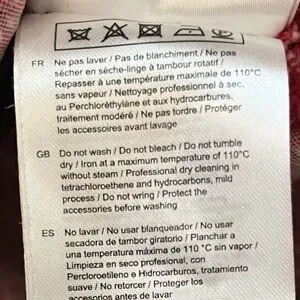 FR Ne pas laver / Pas de blanchiment / Ne pas
sécher en sèche-linge à tambour rotatif /
Repasser à une température maximale de 110°C
sans vapeur / Nettoyage professionnel à sec,
au Perchloréthylène et aux hydrocarbures,
traitement modéré / Ne pas tordre / Protéger
les accessoires avant lavage
GB Do not wash / Do not bleach / Do not tumble
dry / Iron at a maximum temperature of 110°C
without steam / Professional dry cleaning in
tetrachloroethene and hydrocarbons, mild
process / Do not wring / Protect the
accessories before washing
ES No lavar / No usar blanqueador / No usar
secadora de tambor giratorio / Planchar a
una temperatura máxima de 110 °C sin vapor /
Limpieza en seco profesional, con
Percloroetileno e Hidrocarburos, tratamiento
suave / No retorcer / Proteger los
accesorios antes de lavar